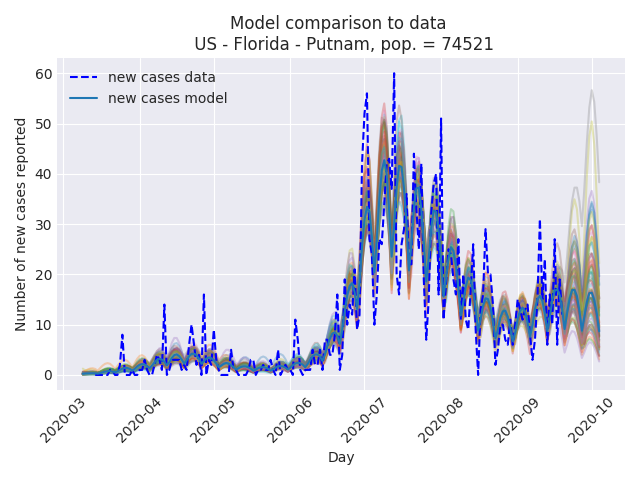 Model comparison to data
US - Florida - Putnam, pop. = 74521
new cases data
new cases model
Number of new cases reported
60
50
40
30
20
10
0
2020-03
2020-04
2020-05
2020-06
2020-07
2020-08
2020-09
2020-10
Day